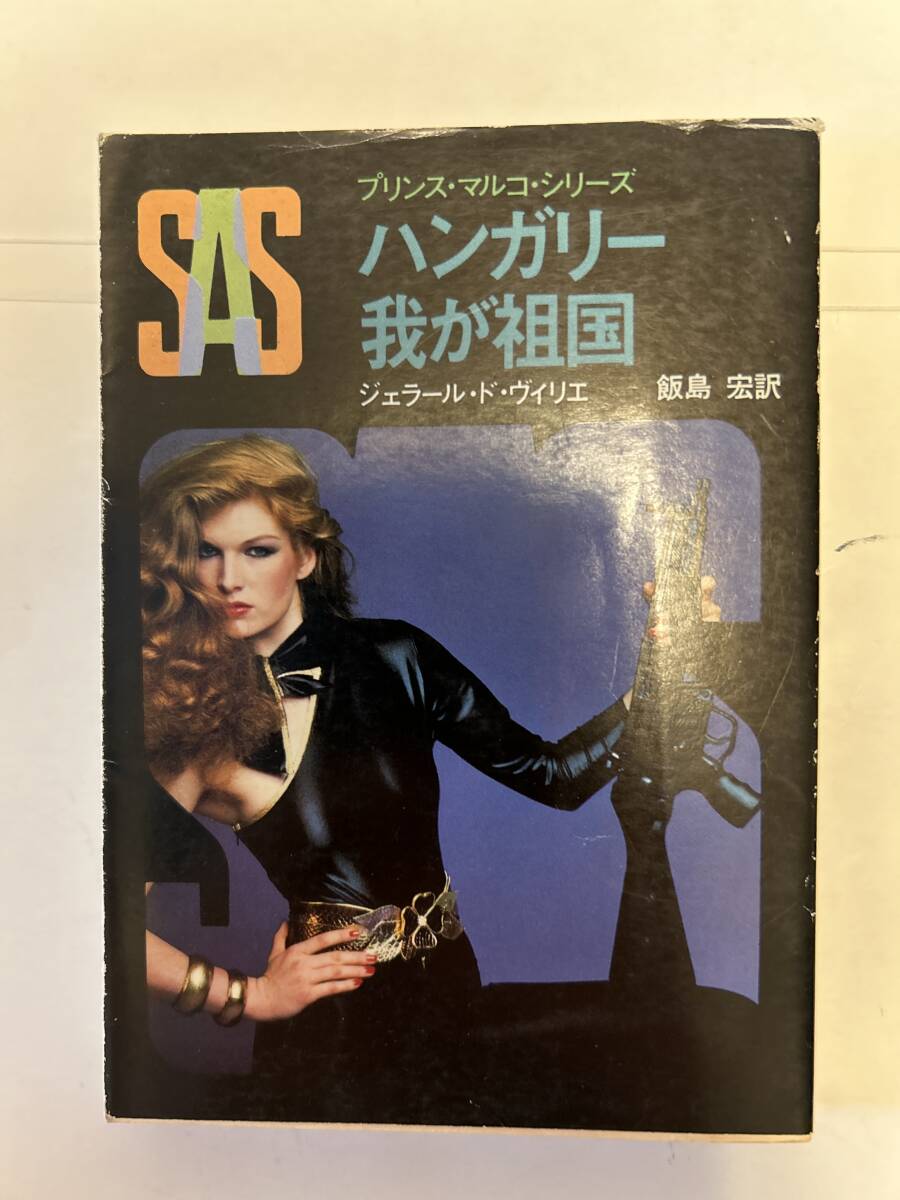 SAS
プリンス・マルコ・シリーズ
ハンガリー
我が祖国
ジェラール・ド・ヴィリエ 飯島 宏訳